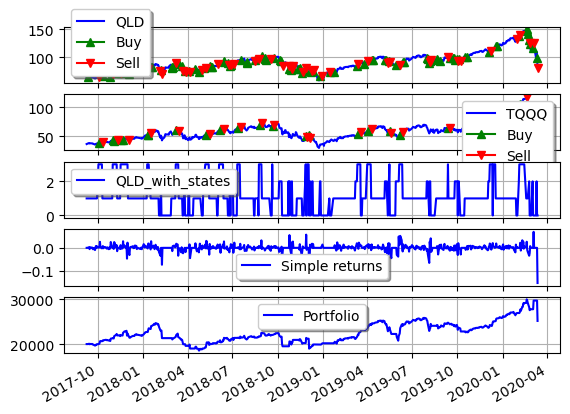 QLD
Buy
Sell
150
100
TQQQ
Buy
Sell
100
50
QLD_with_states
2
0
0.0
−0.1
Simple returns
Portfolio
30000
20000
2017-10
2018-01
2018-04
2018-07
2018-10
2019-01
2019-04
2019-07
2019-10
2020-01
2020-04